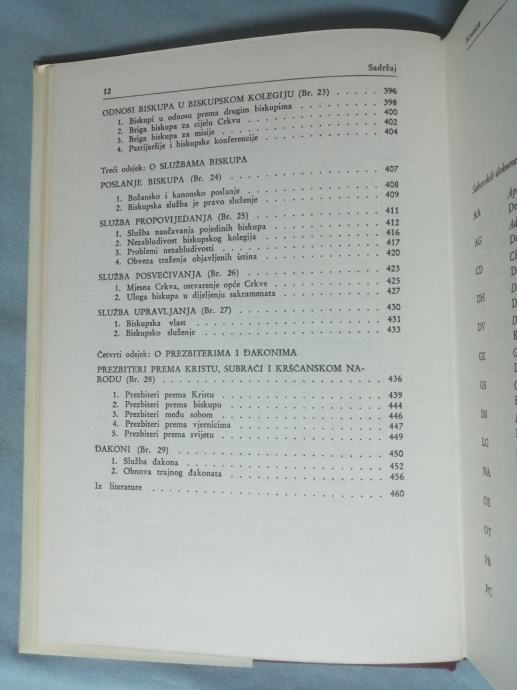 12 Sadržaj
ODNOSI BISKUPA U BISKUPSKOM KOLEGIJU (Br. 23) . . . . . 396
1. Biskupi u odnosu prema drugim biskupima . . . . . . . . 398
2. Briga biskupa za cijelu Crkvu . . . . . . . . . . . . 400
3. Briga biskupa za misije . . . . . . . . . . . . . . 402
4. Patrijaršije i biskupske konferencije . . . . . . . . . . 404
Treći odsjek: O SLUŽBAMA BISKUPA
POSLANJE BISKUPA (Br. 24) . . . . . . . . . . . . . . 407
1. Božansko i kanonsko poslanje . . . . . . . . . . . . 408
2. Biskupska služba je pravo služenje . . . . . . . . . . . 409
SLUŽBA PROPOVIJEDANJA (Br. 25) . . . . . . . . . . . 411
1. Služba naučavanja pojedinih biskupa . . . . . . . . . . 412
2. Nezabludivost biskupskog kolegija . . . . . . . . . . . 416
3. Problemi nezabludivosti . . . . . . . . . . . . . . 417
4. Obveza traženja objavljenih istina . . . . . . . . . . . 420
SLUŽBA POSVEĆIVANJA (Br. 26) . . . . . . . . . . . . 423
1. Mjesna Crkva, ostvarenje opće Crkve . . . . . . . . . . 425
2. Uloga biskupa u dijeljenju sakramenata . . . . . . . . . 427
SLUŽBA UPRAVLJANJA (Br. 27) . . . . . . . . . . . . . 430
1. Biskupska vlast . . . . . . . . . . . . . . . . . 431
2. Biskupsko služenje . . . . . . . . . . . . . . . . 433
Četvrti odsjek: O PREZBITERIMA I ĐAKONIMA
PREZBITERI PREMA KRISTU, SUBRAĆI I KRŠĆANSKOM NA-
RODU (Br. 28) . . . . . . . . . . . . . . . . . . . 436
1. Prezbiteri prema Kristu . . . . . . . . . . . . . . 439
2. Prezbiteri prema biskupu . . . . . . . . . . . . . . 444
3. Prezbiteri među sobom . . . . . . . . . . . . . . . 446
4. Prezbiteri prema vjernicima . . . . . . . . . . . . . 447
5. Prezbiteri prema svijetu . . . . . . . . . . . . . . 449
ĐAKONI (Br. 29) . . . . . . . . . . . . . . . . . . 450
1. Služba đakona . . . . . . . . . . . . . . . . . . 452
2. Obnova trajnog đakonata . . . . . . . . . . . . . . 456
Iz literature . . . . . . . . . . . . . . . . . . . . 460
Saborskih dokume
AA
AG
CD
DH
DV
GE
GS
IM
LG
NA
OE
OT
PB
PC